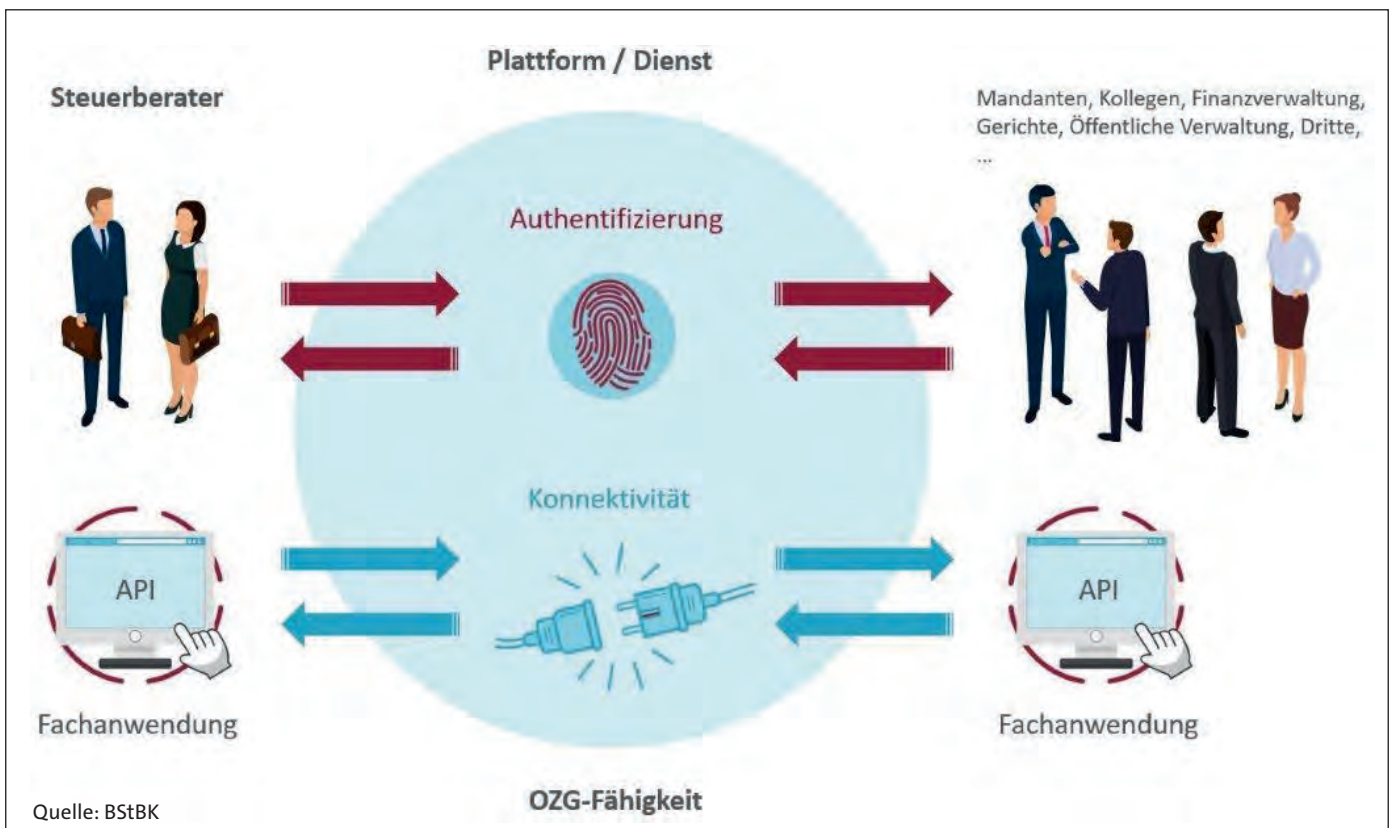 Plattform / Dienst
Steuerberater
Mandanten, Kollegen, Finanzverwaltung,
Gerichte, Öffentliche Verwaltung, Dritte,
...
Authentifizierung
Konnektivität
API
API
Fachanwendung
Fachanwendung
OZG-Fähigkeit
Quelle: BStBK